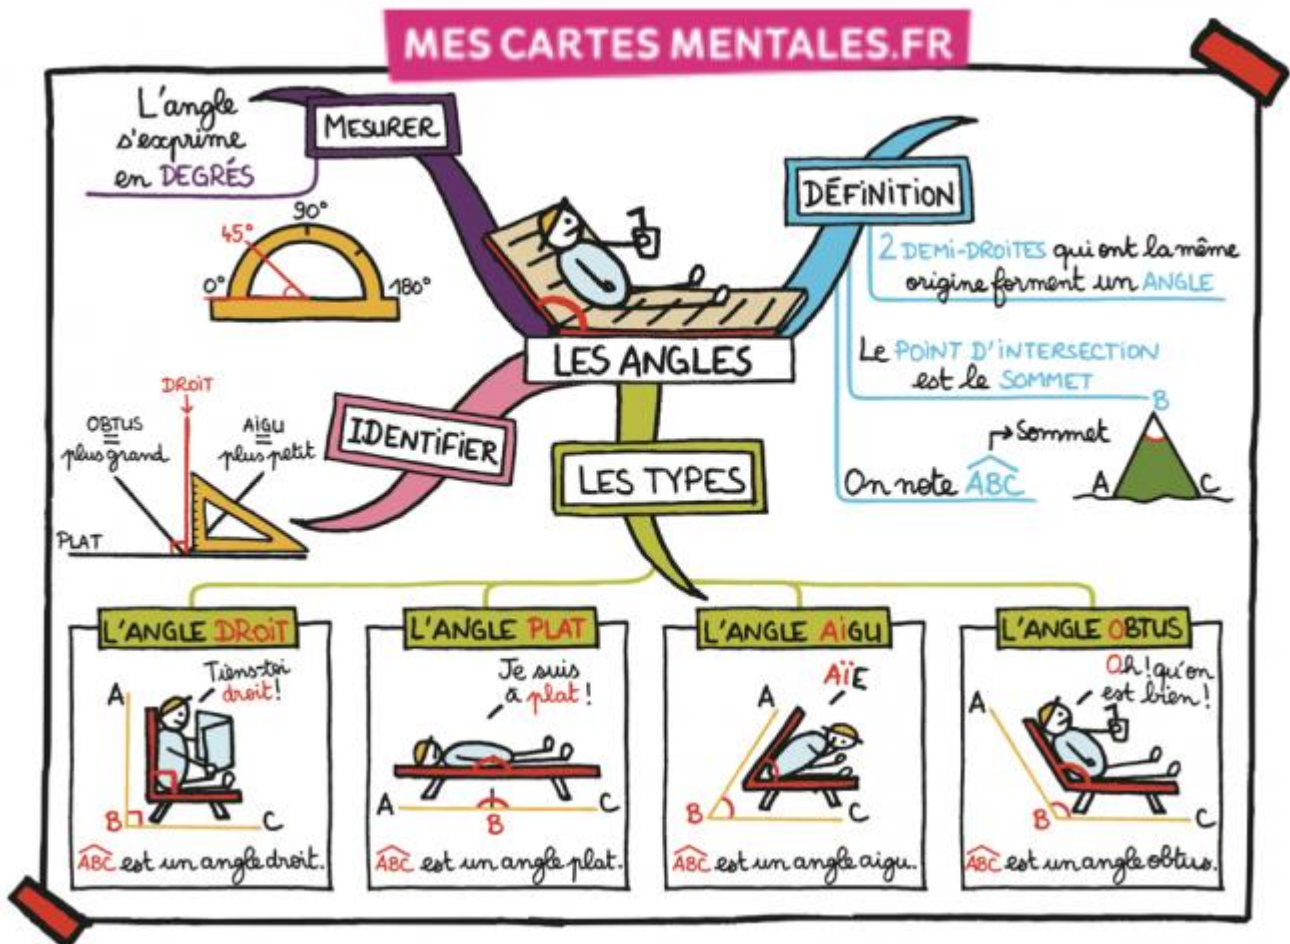 MES CARTES MENTALES.FR
MESURER
L'angle
s'exprime
en DEGRÉS
0°
45°
90°
180°
DÉFINITION
2 DEMI-DROITES qui ont la même
origine forment un ANGLE
Le POINT D'INTERSECTION
est le SOMMET
On note ABC
Sommet
B
A
C
LES ANGLES
IDENTIFIER
DROIT
OBTUS
=
plus grand
AIGU
=
plus petit
PLAT
LES TYPES
L'ANGLE DROIT
Tiens-toi
droit!
A
B
C
ABC est un angle droit.
L'ANGLE PLAT
Je suis
à plat!
A
B
C
ABC est un angle plat.
L'ANGLE AIGU
AÏE
A
B
C
ABC est un angle aigu.
L'ANGLE OBTUS
Oh! qu'on
est bien!
A
B
C
ABC est un angle obtus.